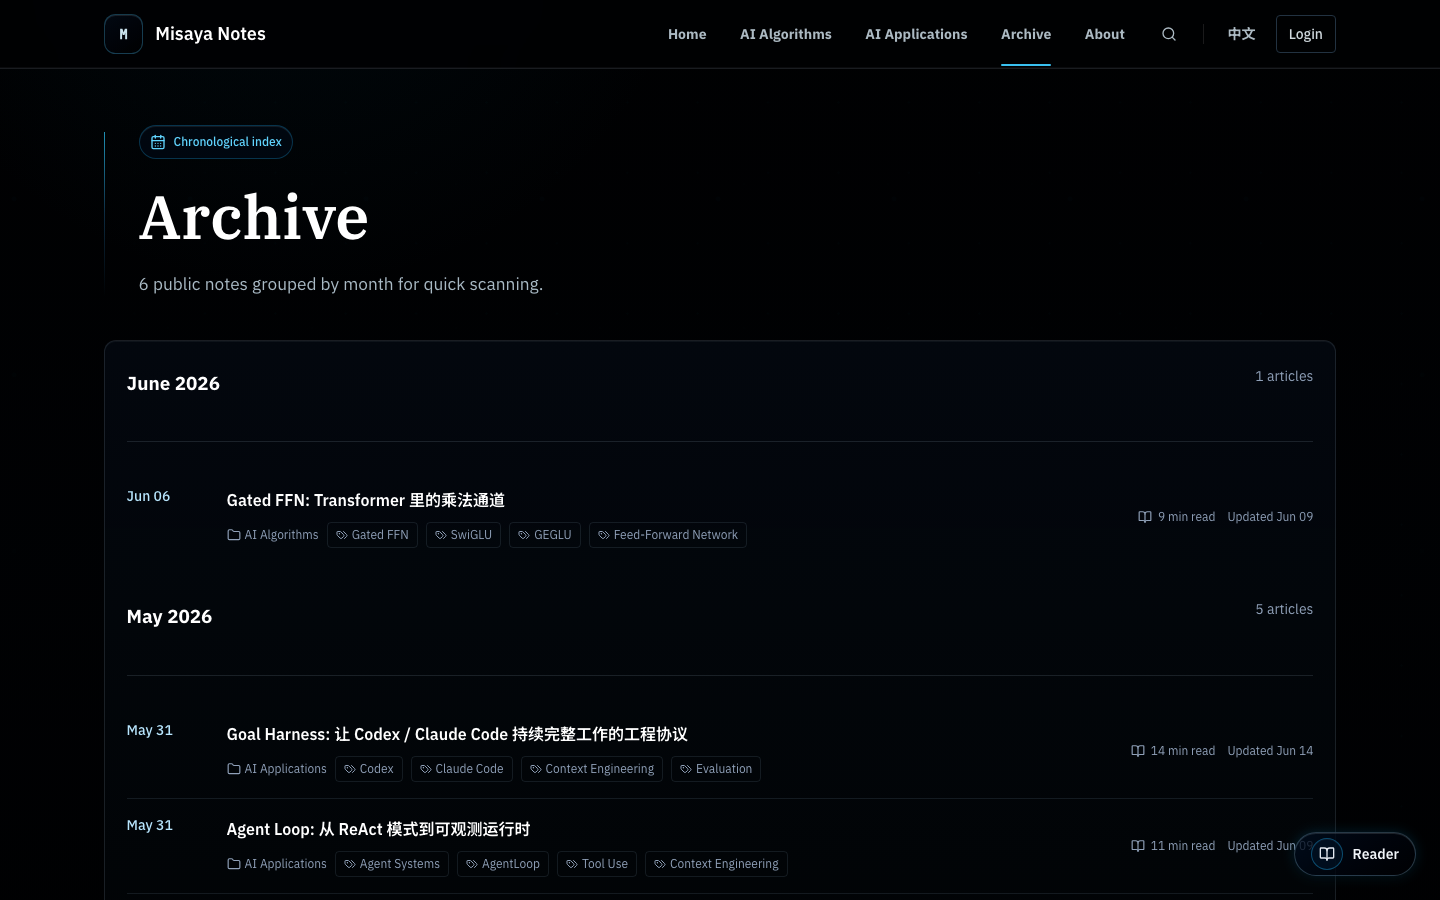 M Misaya Notes Home AI Algorithms AI Applications Archive About 中文 Login
Chronological index
Archive
6 public notes grouped by month for quick scanning.
June 2026 1 articles
Jun 06 Gated FFN: Transformer 里的乘法通道
AI Algorithms Gated FFN SwiGLU GEGLU Feed-Forward Network 9 min read Updated Jun 09
May 2026 5 articles
May 31 Goal Harness: 让 Codex / Claude Code 持续完整工作的工程协议
AI Applications Codex Claude Code Context Engineering Evaluation 14 min read Updated Jun 14
May 31 Agent Loop: 从 ReAct 模式到可观测运行时
AI Applications Agent Systems AgentLoop Tool Use Context Engineering 11 min read Updated Jun 09
Reader